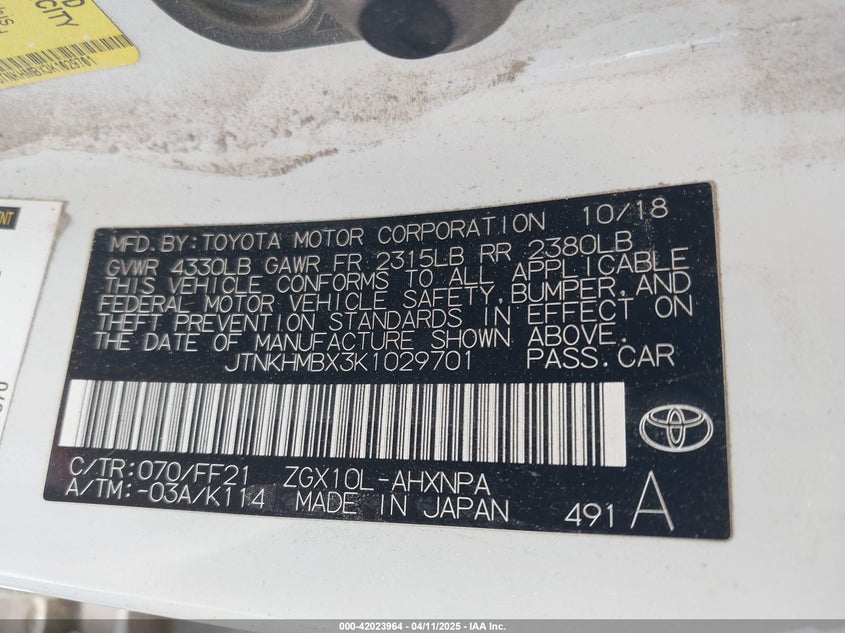 CITY
JTNKHMBX3K1029701
MFD.BY:TOYOTA MOTOR CORPORATION 10/18
GVWR 4330LB GAWR FR 2315LB RR 2380LB
THIS VEHICLE CONFORMS TO ALL APPLICABLE
FEDERAL MOTOR VEHICLE SAFETY,BUMPER,AND
THEFT PREVENTION STANDARDS IN EFFECT ON
THE DATE OF MANUFACTURE SHOWN ABOVE.
JTNKHMBX3K1029701 PASS.CAR
C/TR:070/FF21 ZGX10L-AHXNPA
A/TM:-03A/K114 MADE IN JAPAN 491 A
000-42023964 - 04/11/2025 - IAA Inc.